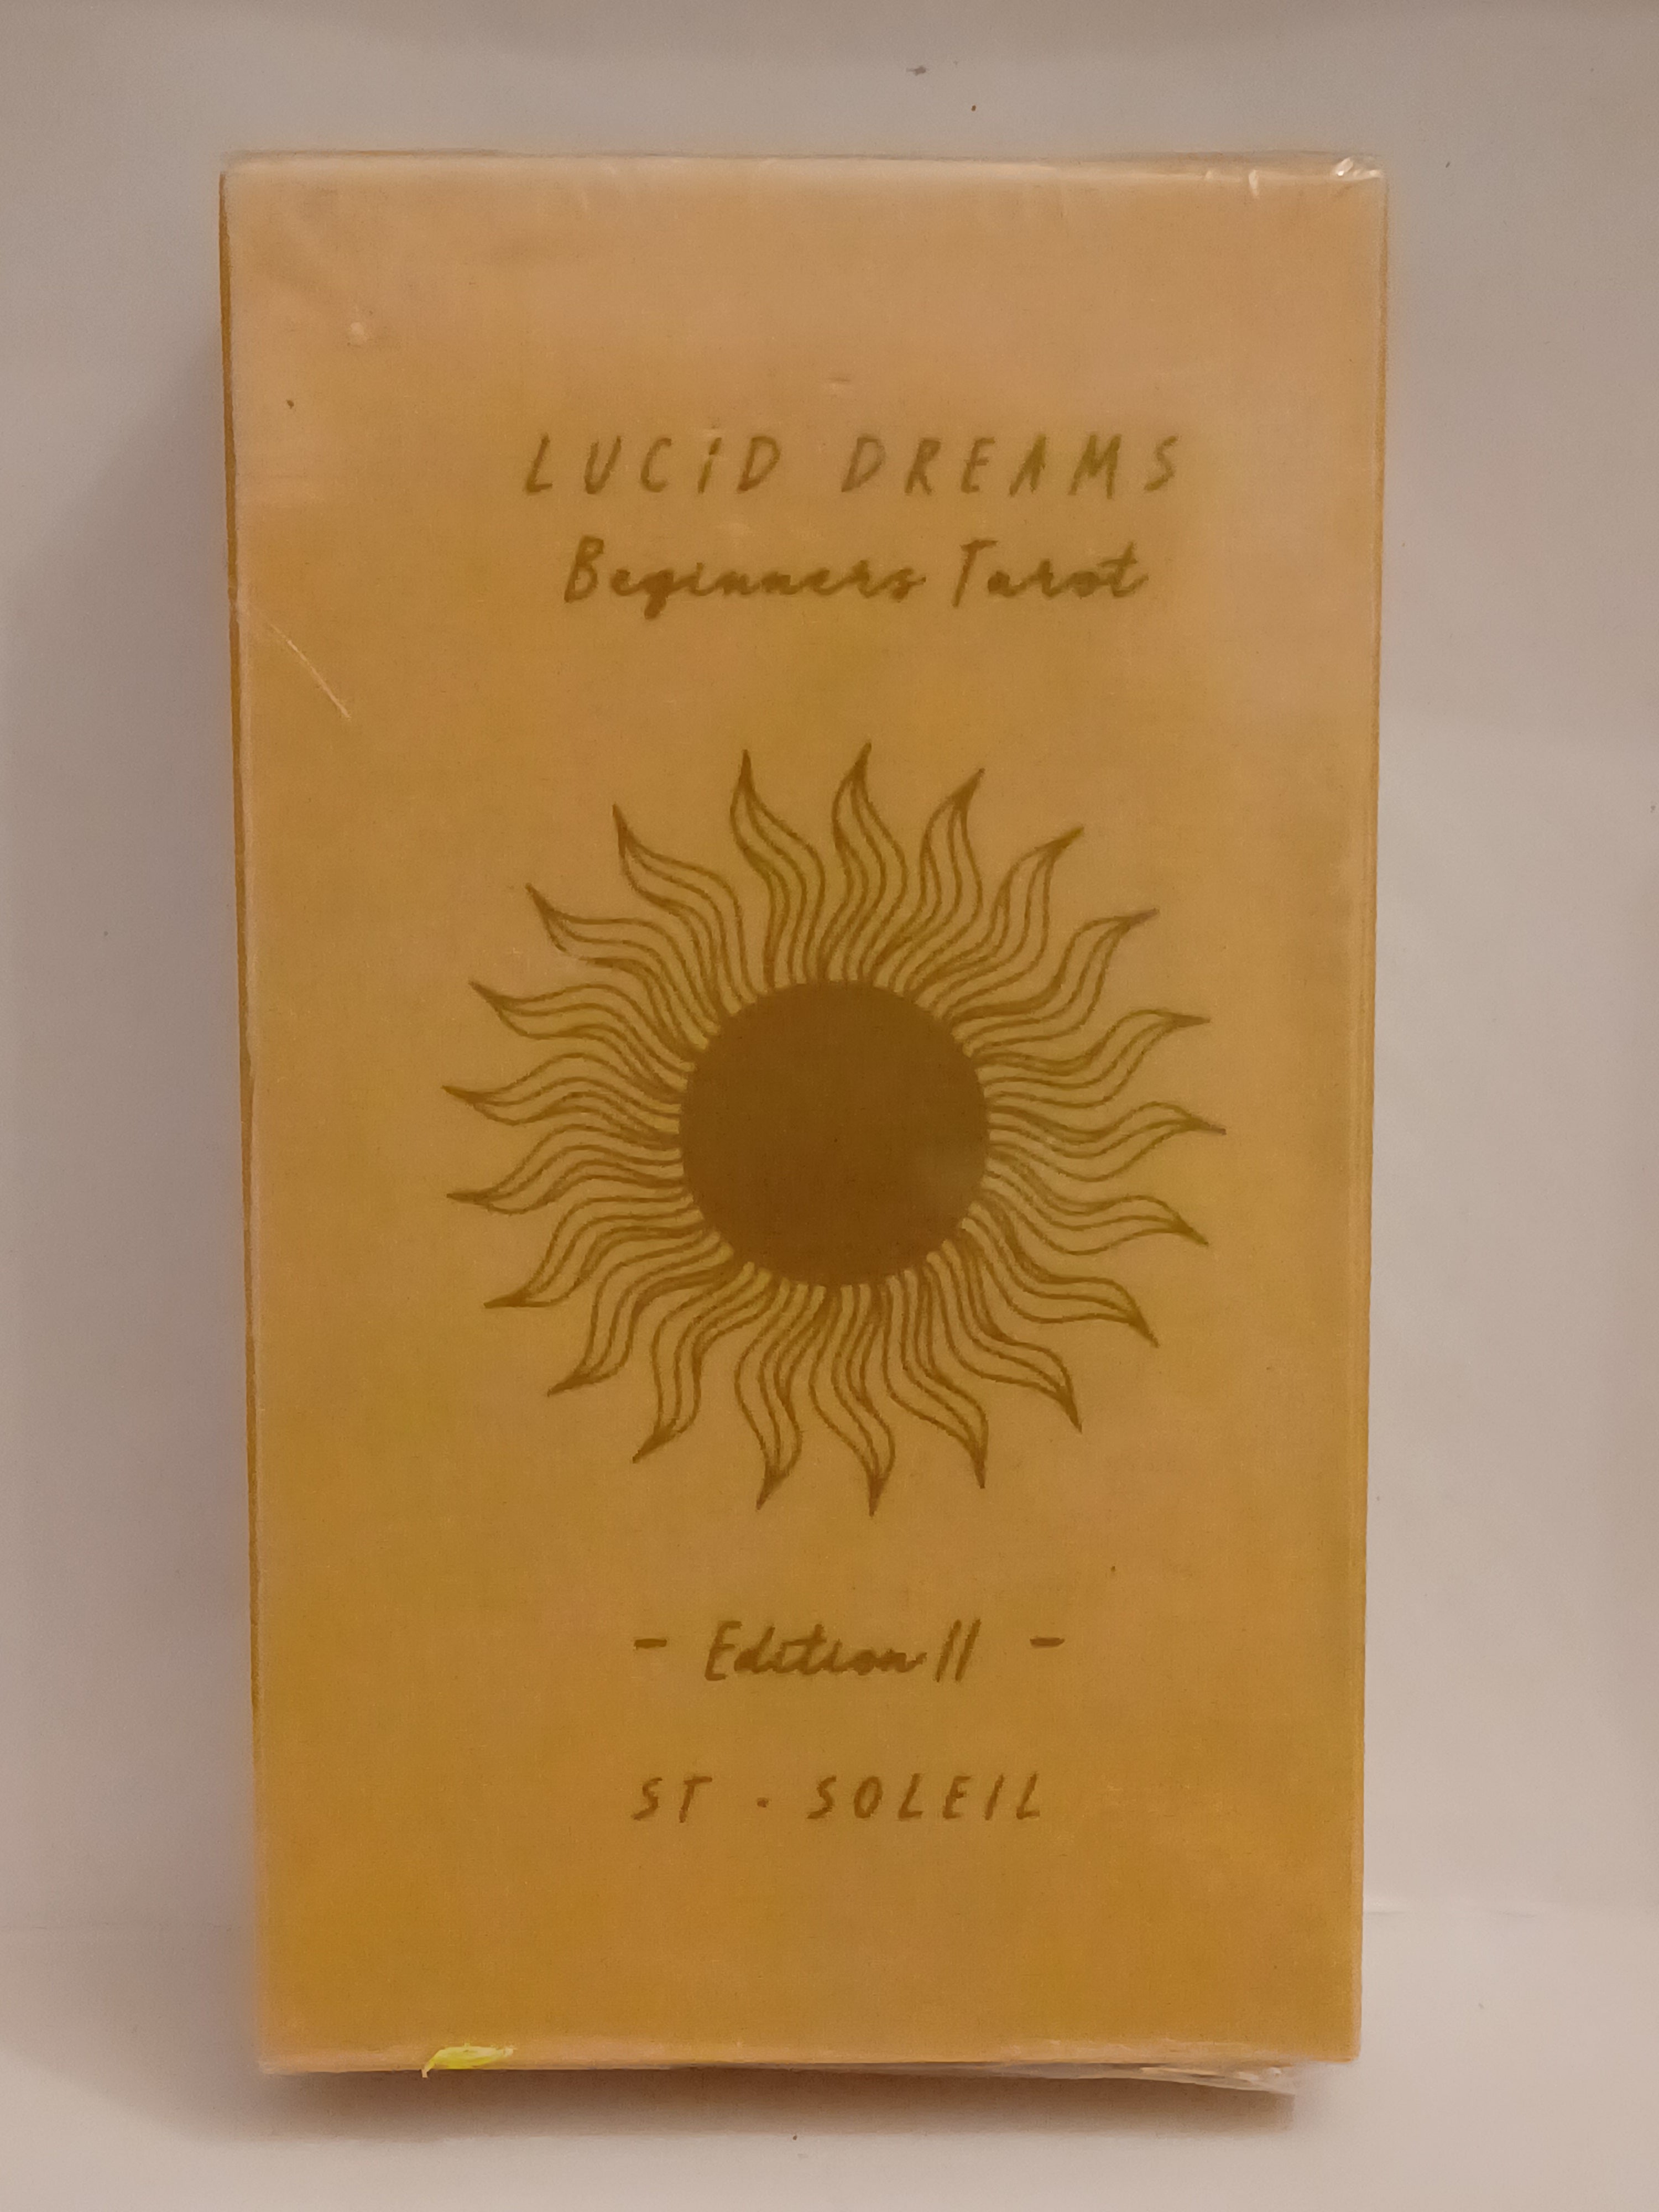 LUCiD DREAMS
Beginners Tarot
- Edition II -
ST · SOLEIL